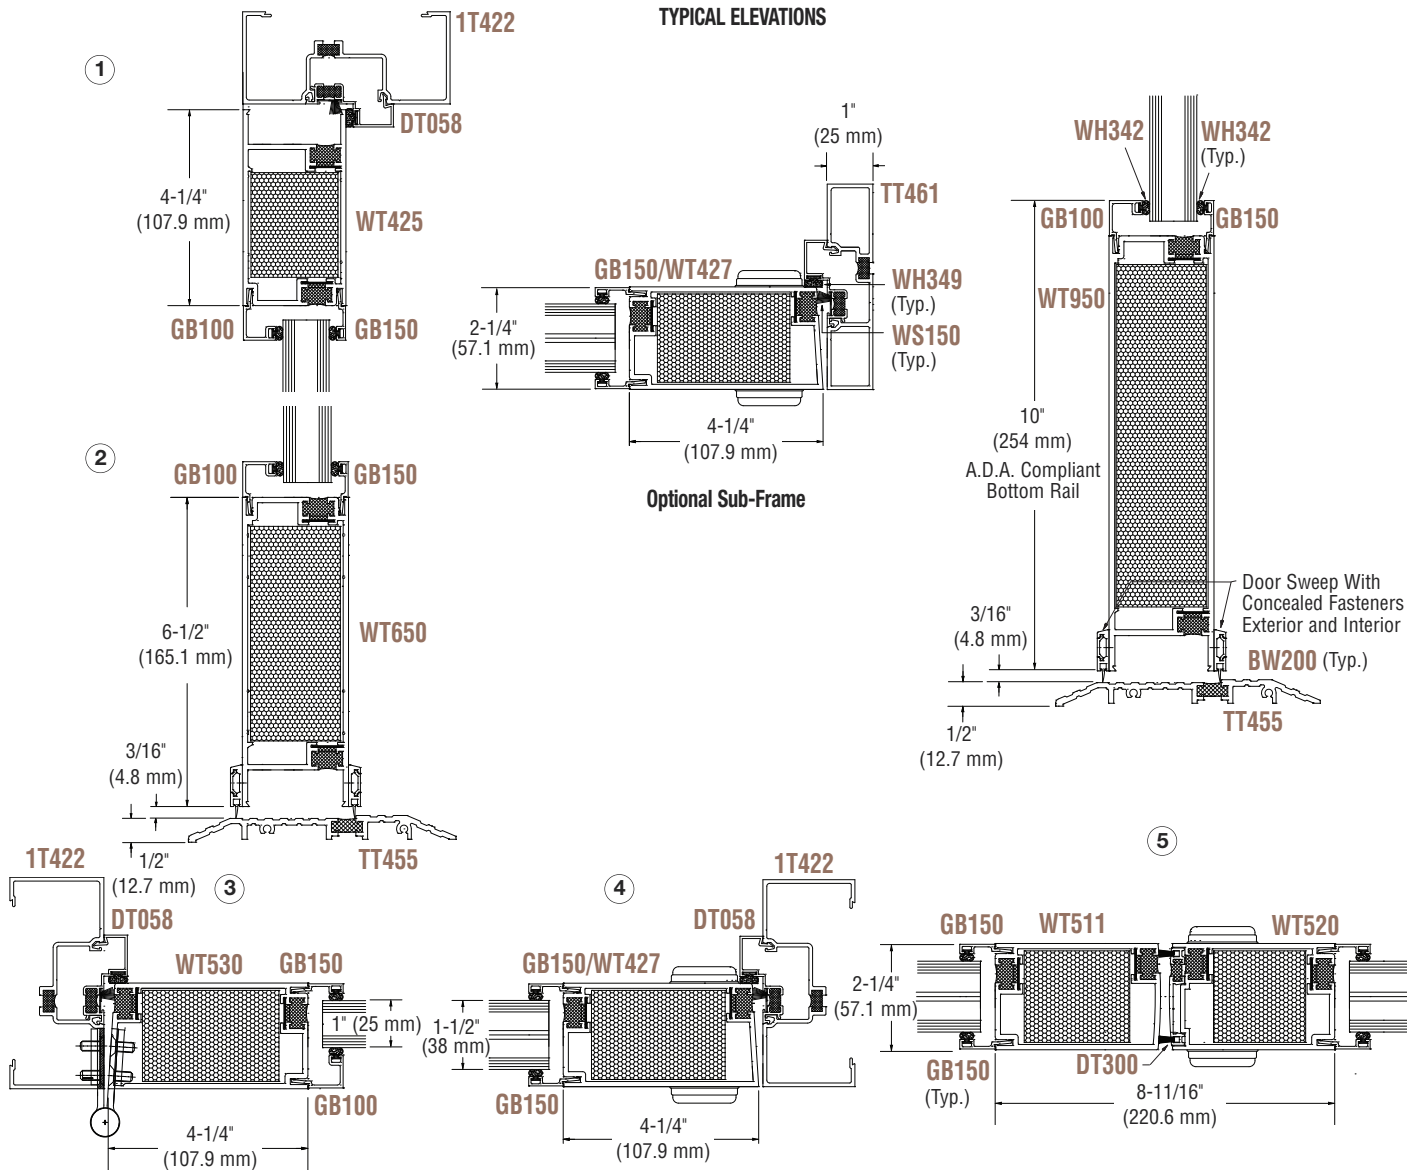 TYPICAL ELEVATIONS
1
1T422
DT058
4-1/4"
(107.9 mm)
WT425
GB100
GB150
2
GB100
GB150
6-1/2"
(165.1 mm)
WT650
3/16"
(4.8 mm)
1/2"
(12.7 mm)
TT455
1"
(25 mm)
TT461
GB150/WT427
WH349
(Typ.)
WS150
(Typ.)
2-1/4"
(57.1 mm)
4-1/4"
(107.9 mm)
Optional Sub-Frame
WH342
WH342
(Typ.)
GB100
GB150
WT950
10"
(254 mm)
A.D.A. Compliant
Bottom Rail
Door Sweep With
Concealed Fasteners
Exterior and Interior
3/16"
(4.8 mm)
BW200 (Typ.)
TT455
1/2"
(12.7 mm)
3
1T422
DT058
WT530
GB150
1" (25 mm)
GB100
4-1/4"
(107.9 mm)
4
1T422
DT058
GB150/WT427
1-1/2"
(38 mm)
GB150
4-1/4"
(107.9 mm)
5
GB150
WT511
WT520
2-1/4"
(57.1 mm)
GB150
(Typ.)
DT300
8-11/16"
(220.6 mm)